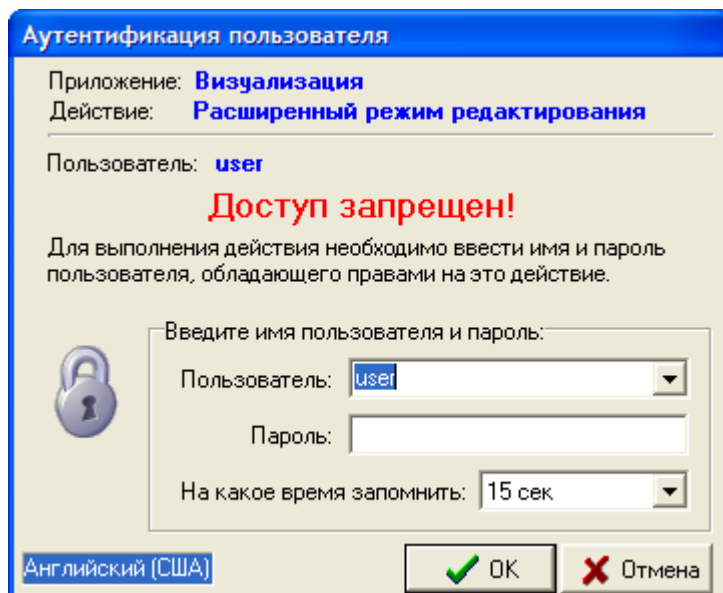 Аутентификация пользователя
Приложение: Визуализация
Действие: Расширенный режим редактирования
Пользователь: user
Доступ запрещен!
Для выполнения действия необходимо ввести имя и пароль
пользователя, обладающего правами на это действие.
Введите имя пользователя и пароль:
Пользователь: user
Пароль:
На какое время запомнить: 15 сек
Английский (США) OK Отмена